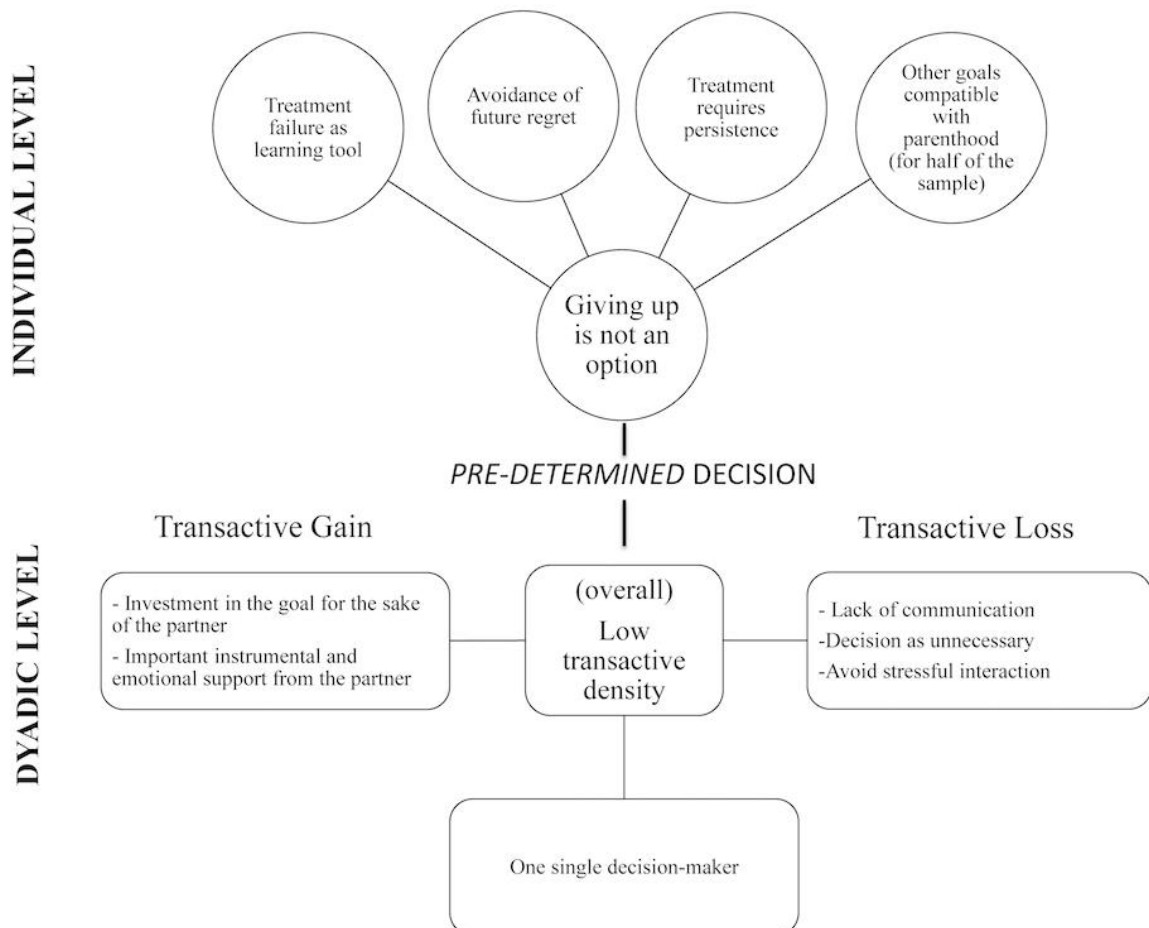 INDIVIDUAL LEVEL
Treatment
failure as
learning tool
Avoidance of
future regret
Treatment
requires
persistence
Other goals
compatible
with
parenthood
(for half of the
sample)
Giving up
is not an
option
PRE-DETERMINED DECISION
DYADIC LEVEL
Transactive Gain
- Investment in the goal for the sake
of the partner
- Important instrumental and
emotional support from the partner
(overall)
Low
transactive
density
Transactive Loss
- Lack of communication
-Decision as unnecessary
-Avoid stressful interaction
One single decision-maker